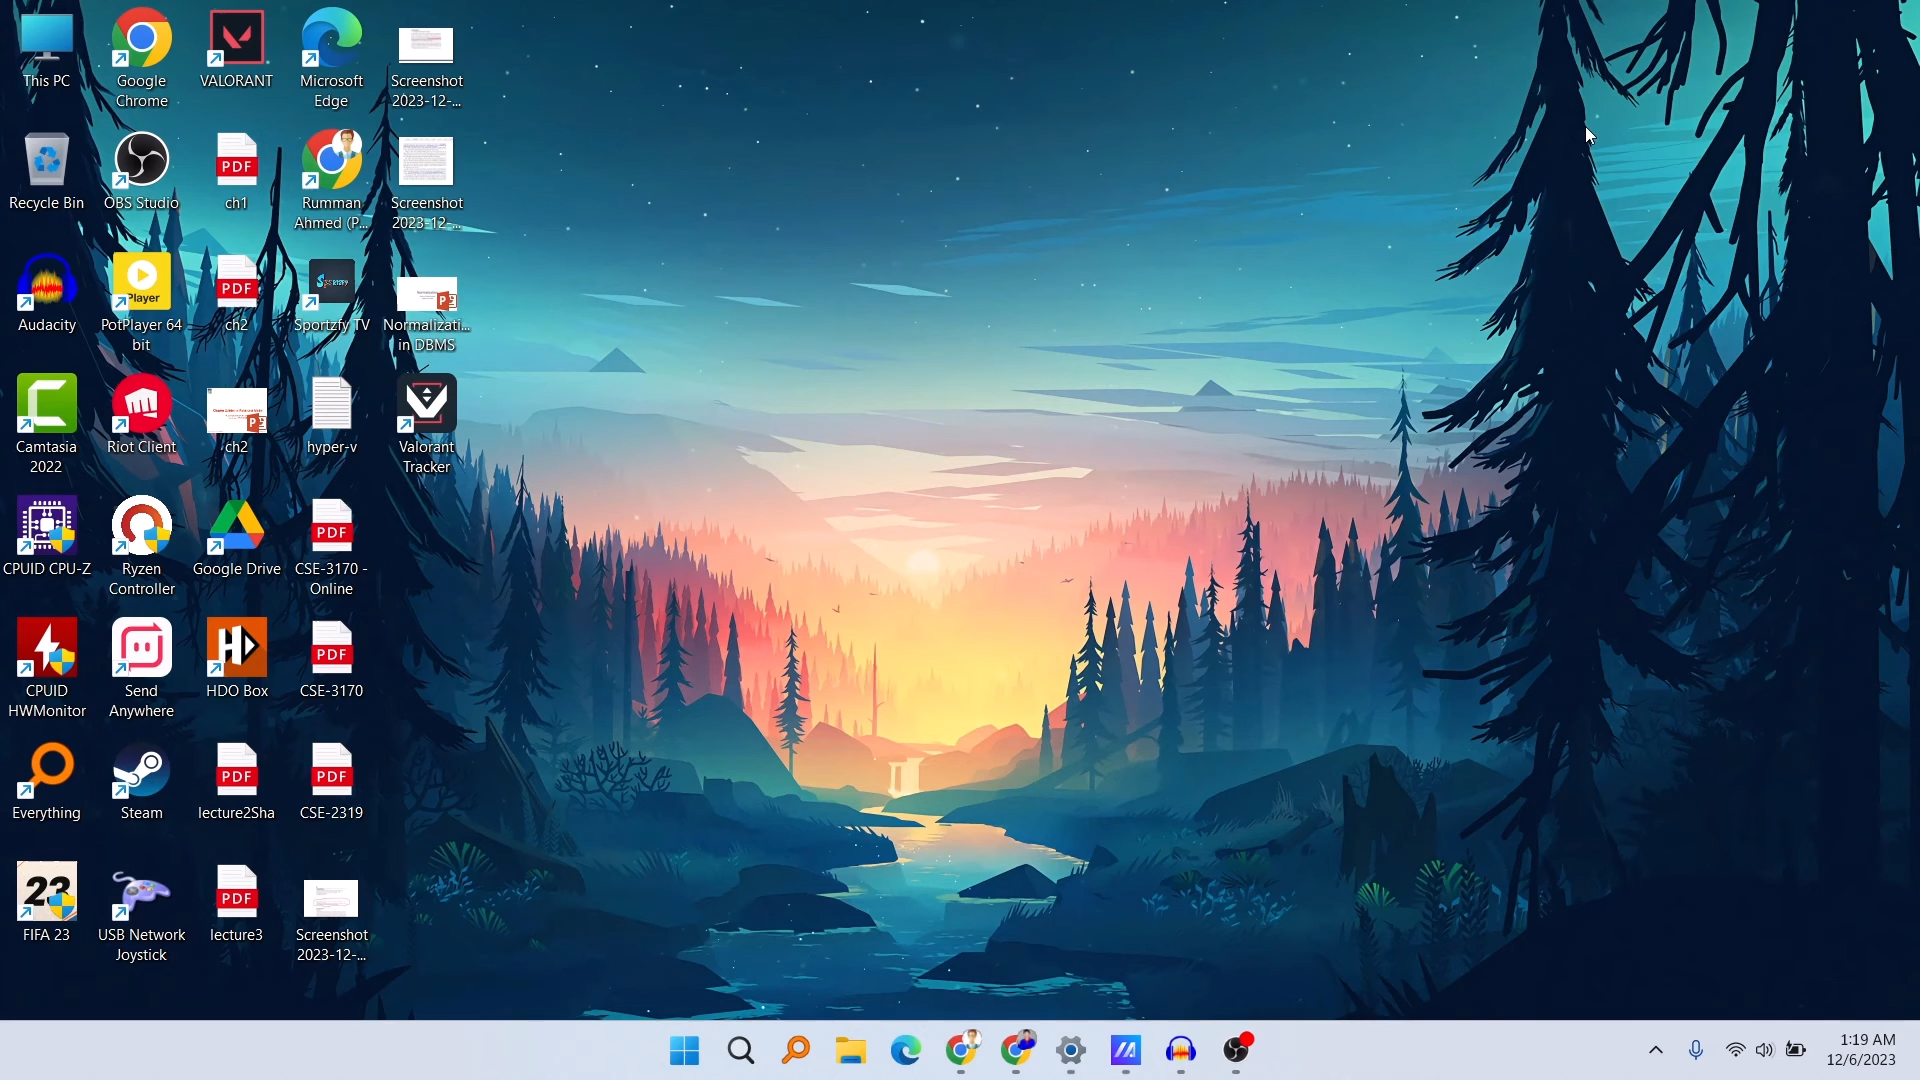 This PC
Google
Chrome
VALORANT
Microsoft
Edge
Screenshot
2023-12-...
Recycle Bin
OBS Studio
PDF
ch1
Rumman
Ahmed (P...
Screenshot
2023-12-...
Audacity
Player
PotPlayer 64
bit
PDF
ch2
Sportzfy TV
Normalizati...
in DBMS
Camtasia
2022
Riot Client
ch2
hyper-v
Valorant
Tracker
CPUID CPU-Z
Ryzen
Controller
Google Drive
PDF
CSE-3170 -
Online
CPUID
HWMonitor
Send
Anywhere
HD
HDO Box
PDF
CSE-3170
Everything
Steam
PDF
lecture2Sha
PDF
CSE-2319
23
FIFA 23
USB Network
Joystick
PDF
lecture3
Screenshot
2023-12-...
1:19 AM
12/6/2023